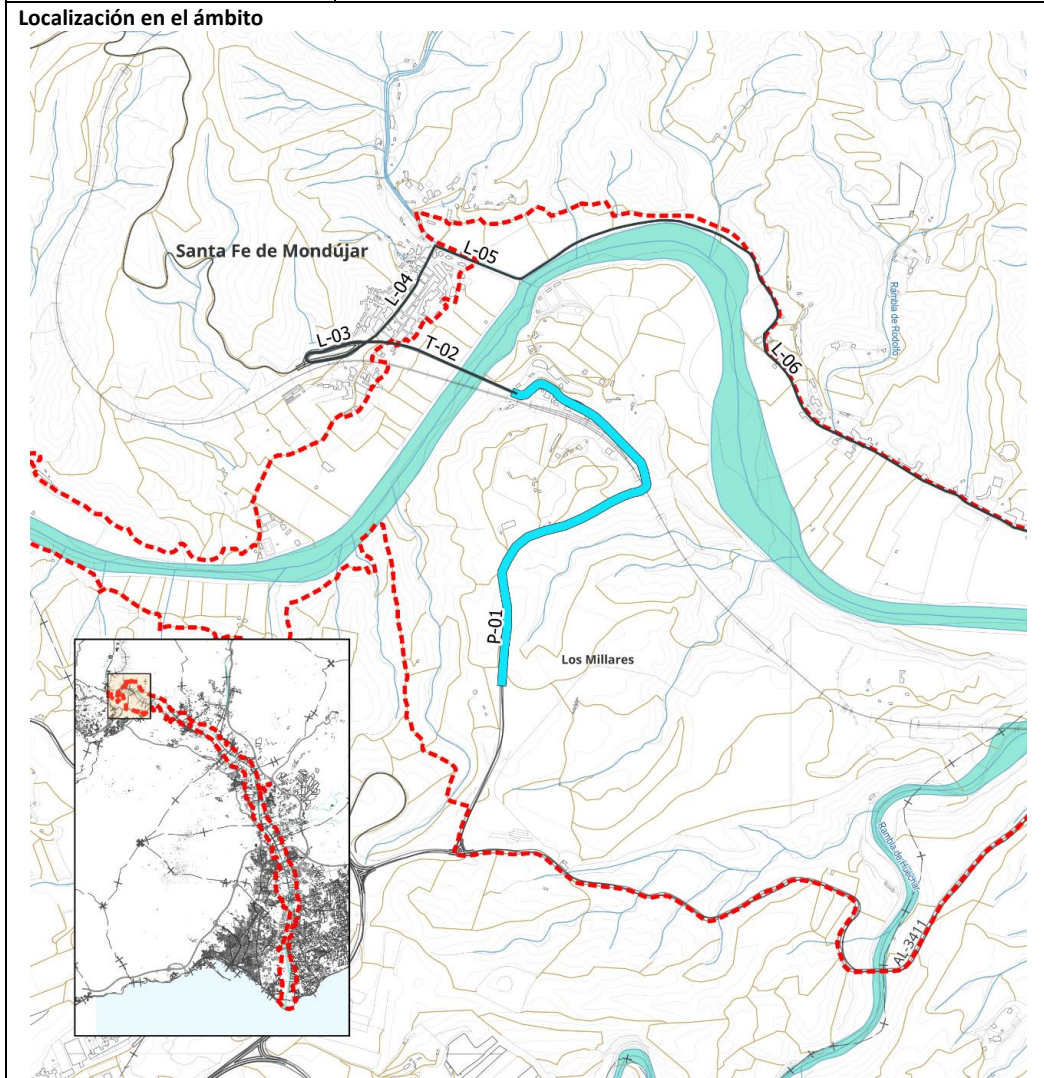 Localización en el ámbito
Santa Fe de Mondújar
L-05
L-04
L-03
T-02
Rambla de Rodolfo
L-06
P-01
Los Millares
Rambla de Huéchar
AL-3411